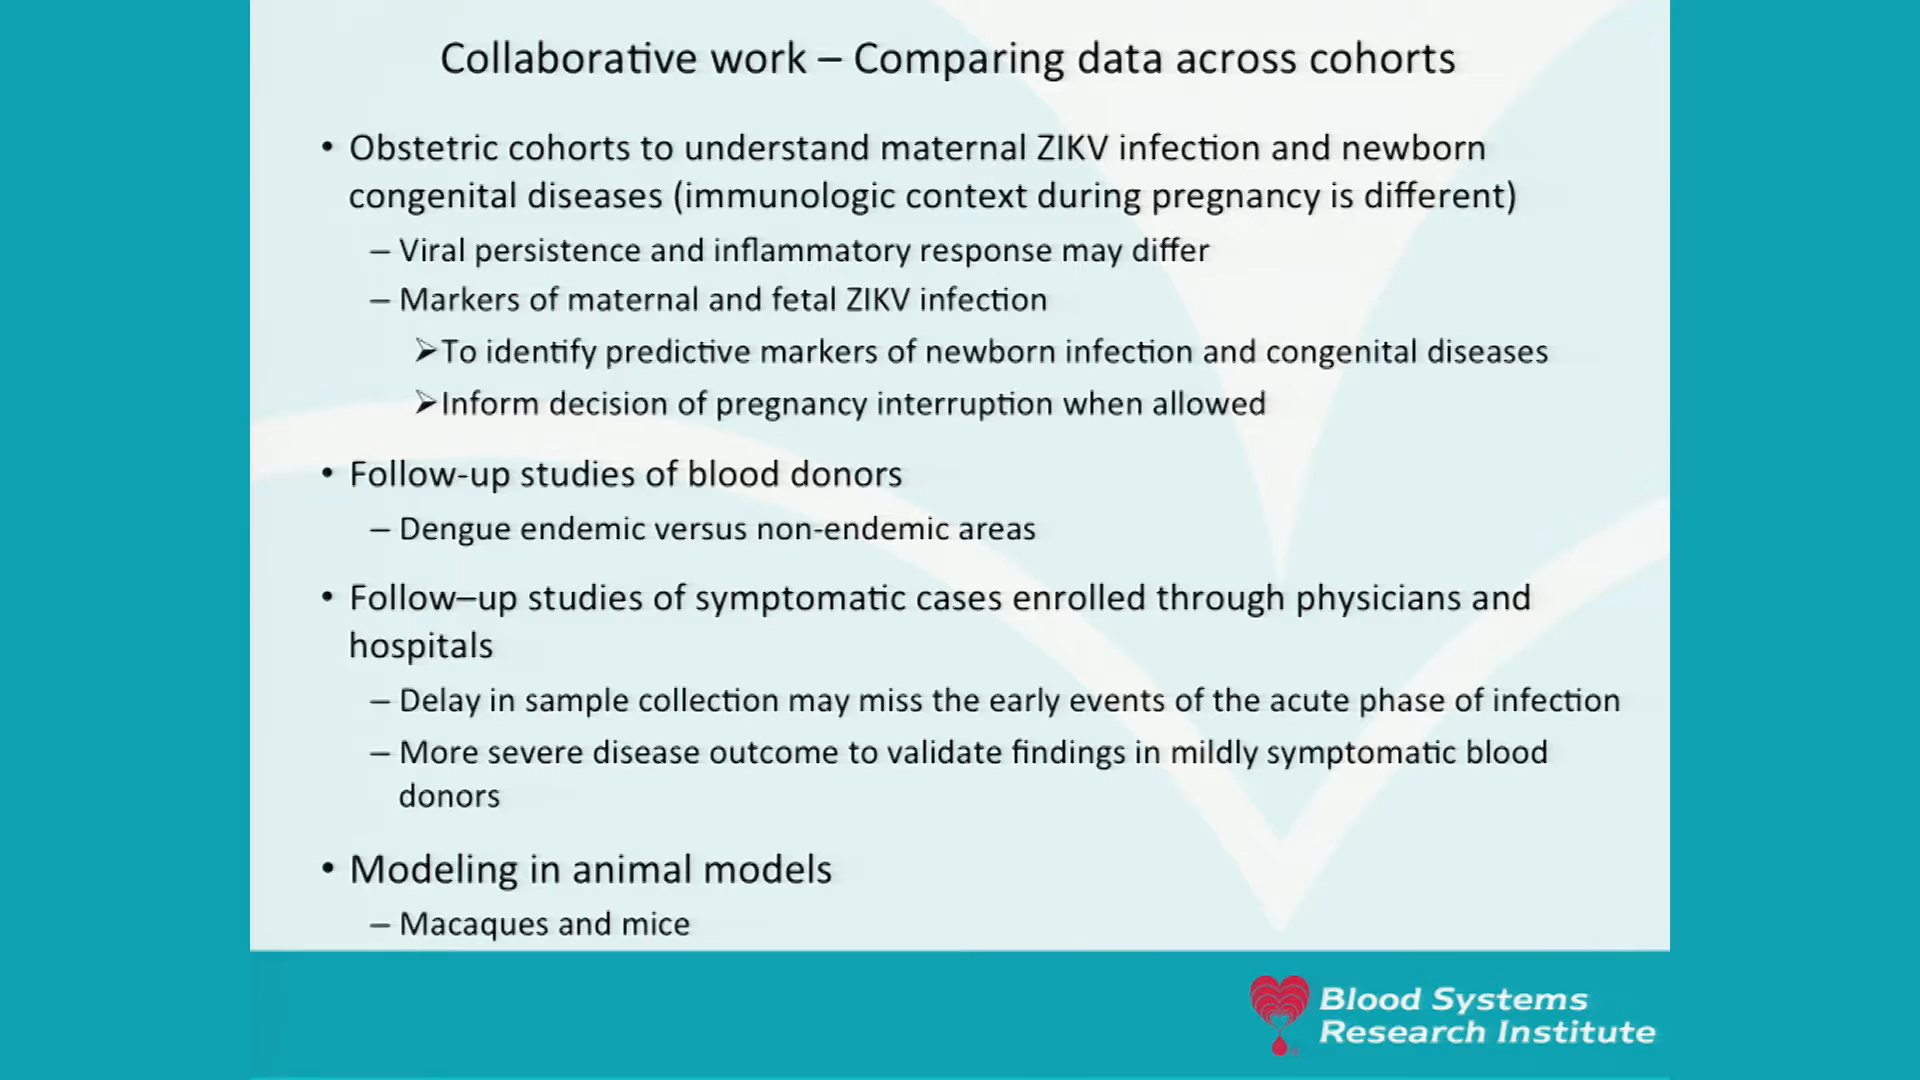 Collaborative work – Comparing data across cohorts
• Obstetric cohorts to understand maternal ZIKV infection and newborn
congenital diseases (immunologic context during pregnancy is different)
– Viral persistence and inflammatory response may differ
– Markers of maternal and fetal ZIKV infection
➢To identify predictive markers of newborn infection and congenital diseases
➢Inform decision of pregnancy interruption when allowed
• Follow-up studies of blood donors
– Dengue endemic versus non-endemic areas
• Follow–up studies of symptomatic cases enrolled through physicians and
hospitals
– Delay in sample collection may miss the early events of the acute phase of infection
– More severe disease outcome to validate findings in mildly symptomatic blood
donors
• Modeling in animal models
– Macaques and mice
Blood Systems
Research Institute